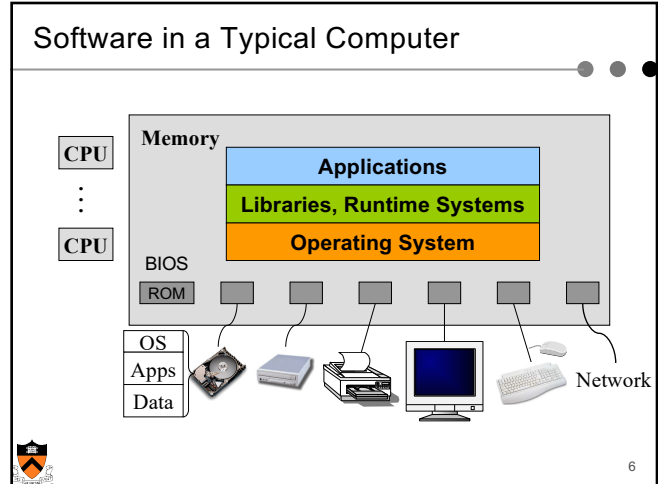 Software in a Typical Computer
CPU
CPU
Memory
Applications
Libraries, Runtime Systems
Operating System
BIOS
ROM
OS
Apps
Data
Network
6